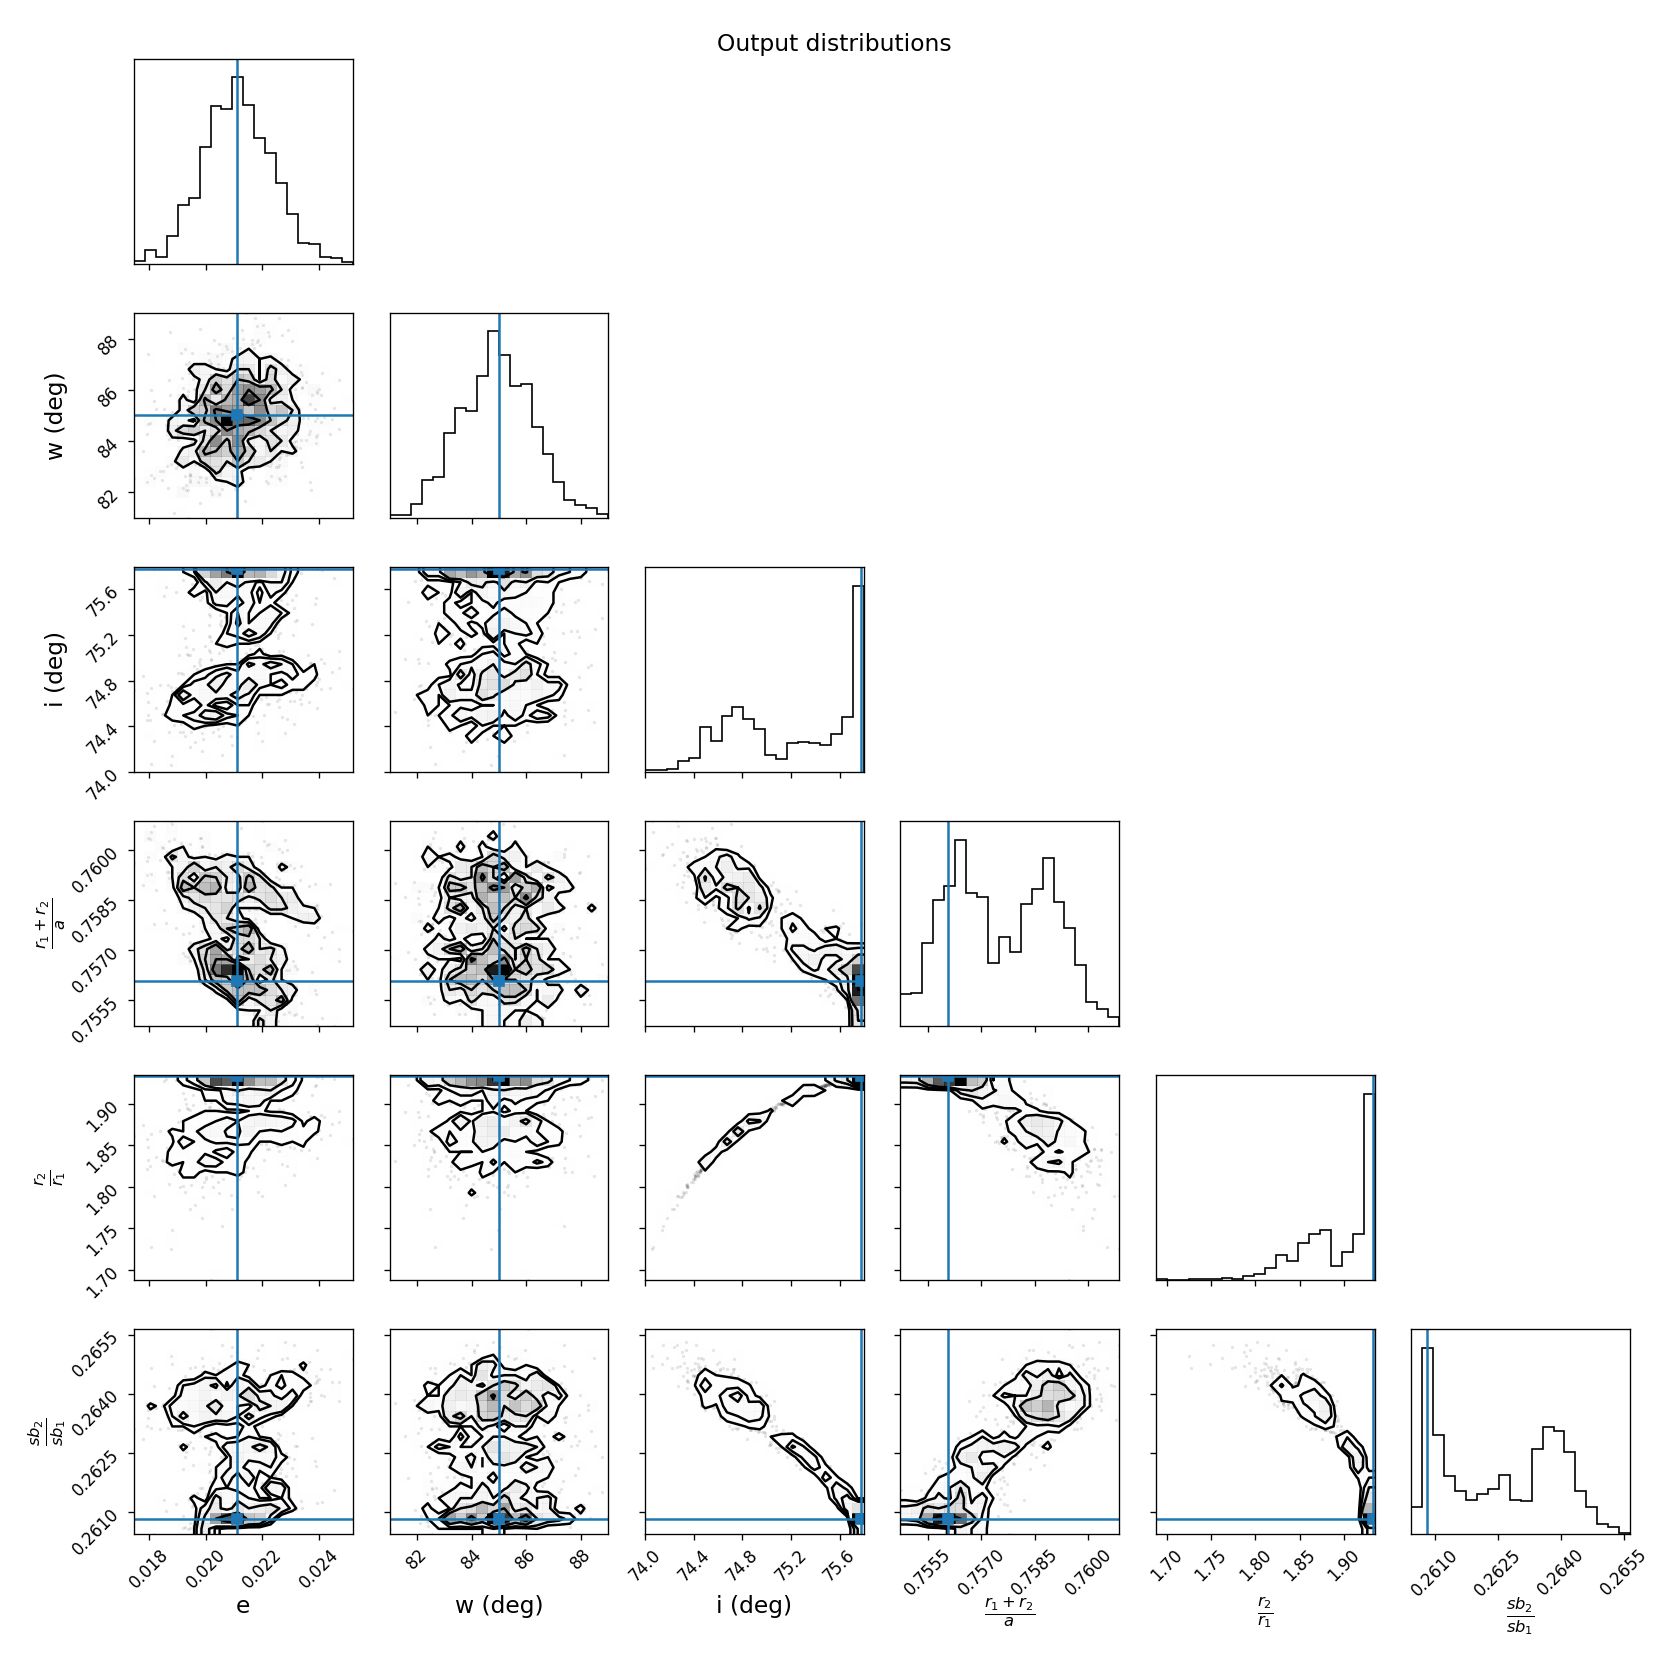 Output distributions
w (deg)
88
86
84
82
i (deg)
75.6
75.2
74.8
74.4
74.0
r₁ + r₂
a
0.7600
0.7585
0.7570
0.7555
r₂
r₁
1.90
1.85
1.80
1.75
1.70
sb₂
sb₁
0.2655
0.2640
0.2625
0.2610
0.018 0.020 0.022 0.024
82 84 86 88
74.0 74.4 74.8 75.2 75.6
0.7555 0.7570 0.7585 0.7600
1.70 1.75 1.80 1.85 1.90
0.2610 0.2625 0.2640 0.2655
e
w (deg)
i (deg)
r₁ + r₂
a
r₂
r₁
sb₂
sb₁